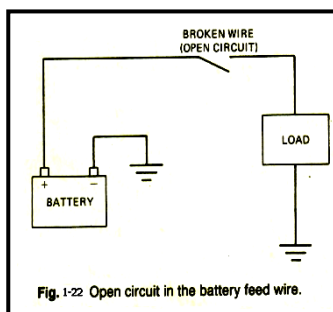 BROKEN WIRE
(OPEN CIRCUIT)
LOAD
+ −
BATTERY
Fig. 1-22 Open circuit in the battery feed wire.